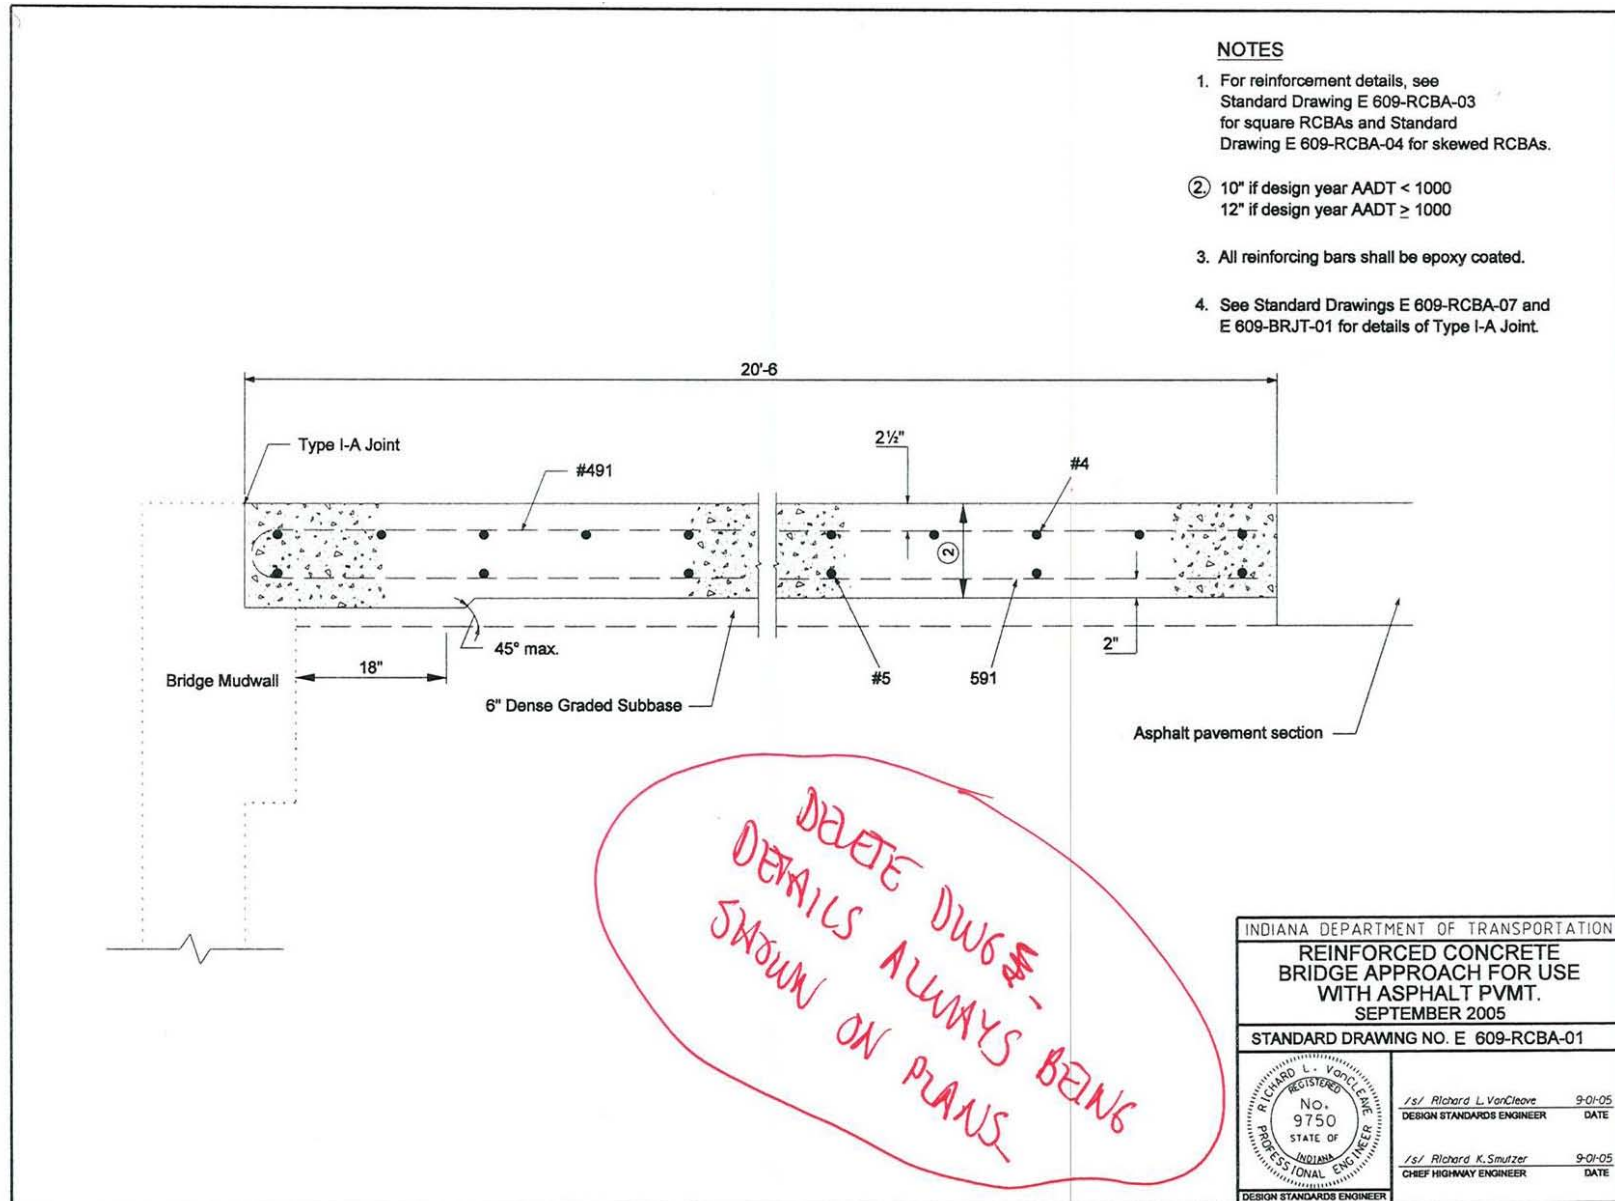 NOTES
1. For reinforcement details, see
Standard Drawing E 609-RCBA-03
for square RCBAs and Standard
Drawing E 609-RCBA-04 for skewed RCBAs.
2. 10" if design year AADT < 1000
12" if design year AADT ≥ 1000
3. All reinforcing bars shall be epoxy coated.
4. See Standard Drawings E 609-RCBA-07 and
E 609-BRJT-01 for details of Type I-A Joint.
20'-6
Type I-A Joint
#491
2½"
#4
2
45° max.
2"
18"
Bridge Mudwall
#5
591
6" Dense Graded Subbase
Asphalt pavement section
DELETE DWG -
DETAILS ALWAYS BEING
SHOWN ON PLANS
INDIANA DEPARTMENT OF TRANSPORTATION
REINFORCED CONCRETE
BRIDGE APPROACH FOR USE
WITH ASPHALT PVMT.
SEPTEMBER 2005
STANDARD DRAWING NO. E 609-RCBA-01
RICHARD L. VanCLEAVE
REGISTERED
No.
9750
STATE OF
INDIANA
PROFESSIONAL ENGINEER
DESIGN STANDARDS ENGINEER
/s/ Richard L. VanCleave 9-01-05
DESIGN STANDARDS ENGINEER DATE
/s/ Richard K. Smutzer 9-01-05
CHIEF HIGHWAY ENGINEER DATE